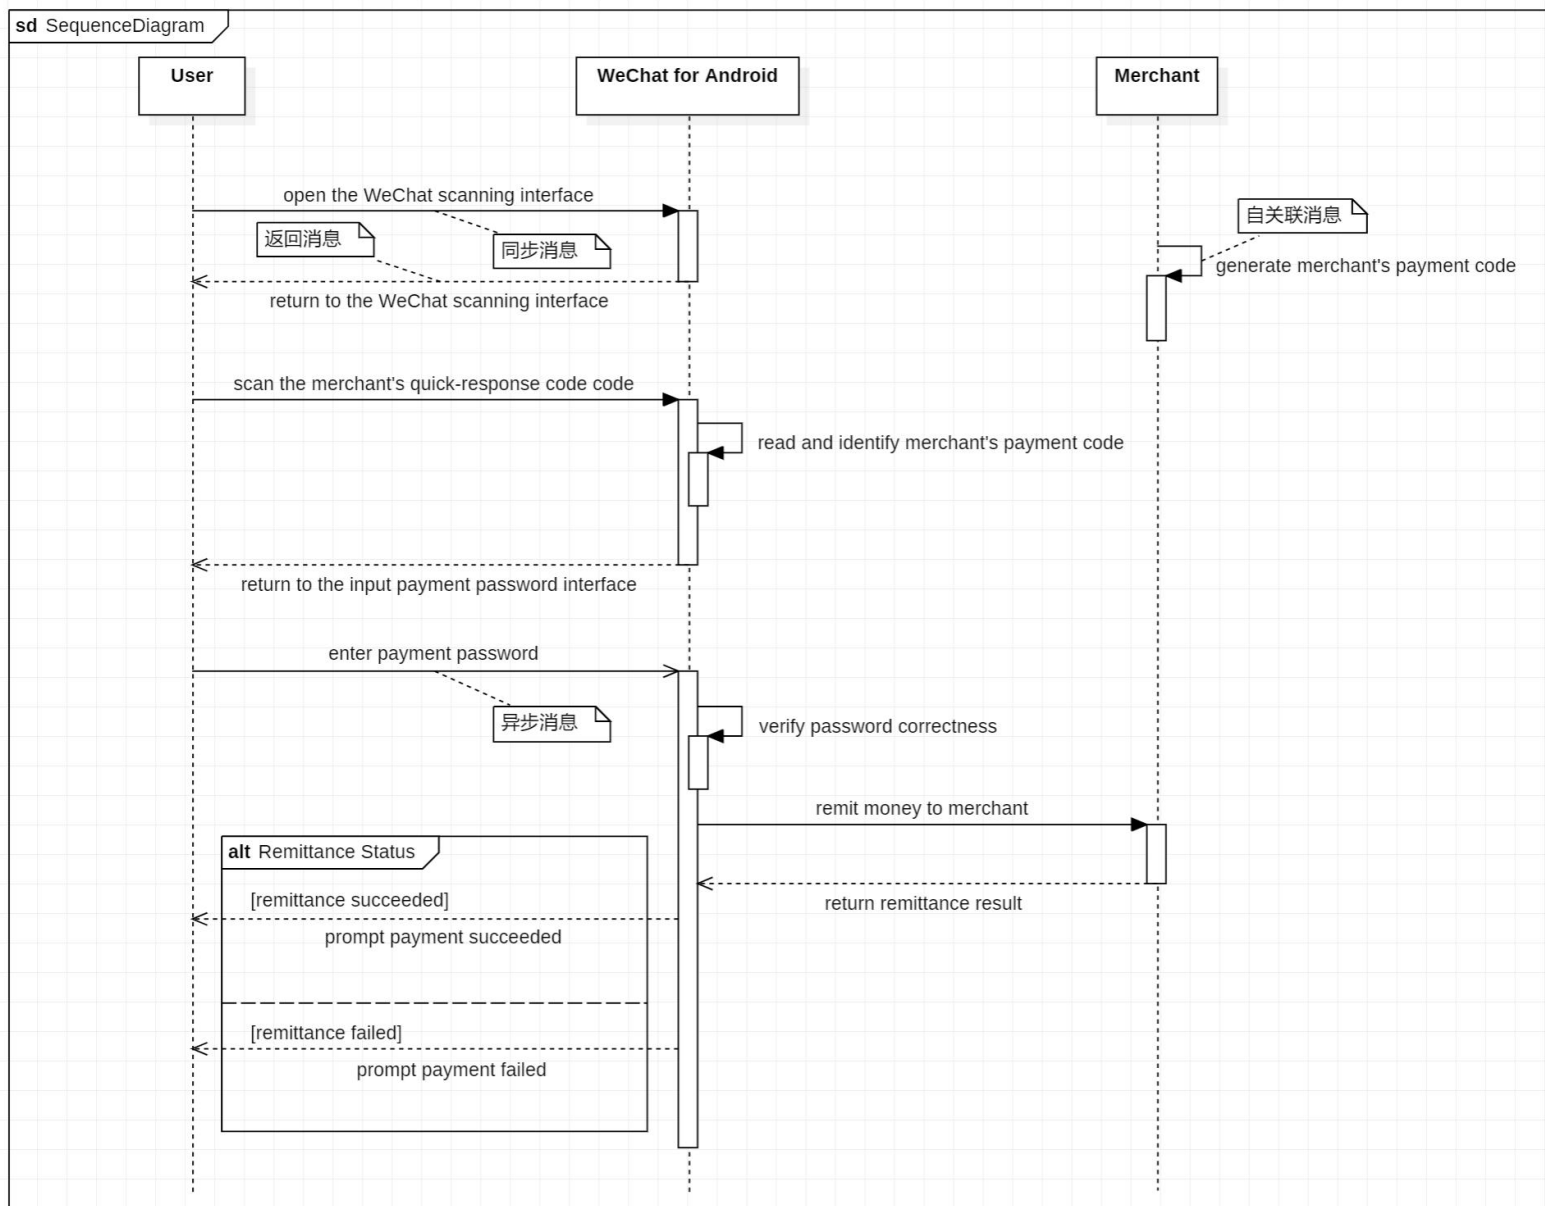 sd SequenceDiagram
User
WeChat for Android
Merchant
open the WeChat scanning interface
自关联消息
返回消息
同步消息
generate merchant's payment code
return to the WeChat scanning interface
scan the merchant's quick-response code code
read and identify merchant's payment code
return to the input payment password interface
enter payment password
异步消息
verify password correctness
remit money to merchant
alt Remittance Status
[remittance succeeded]
return remittance result
prompt payment succeeded
[remittance failed]
prompt payment failed